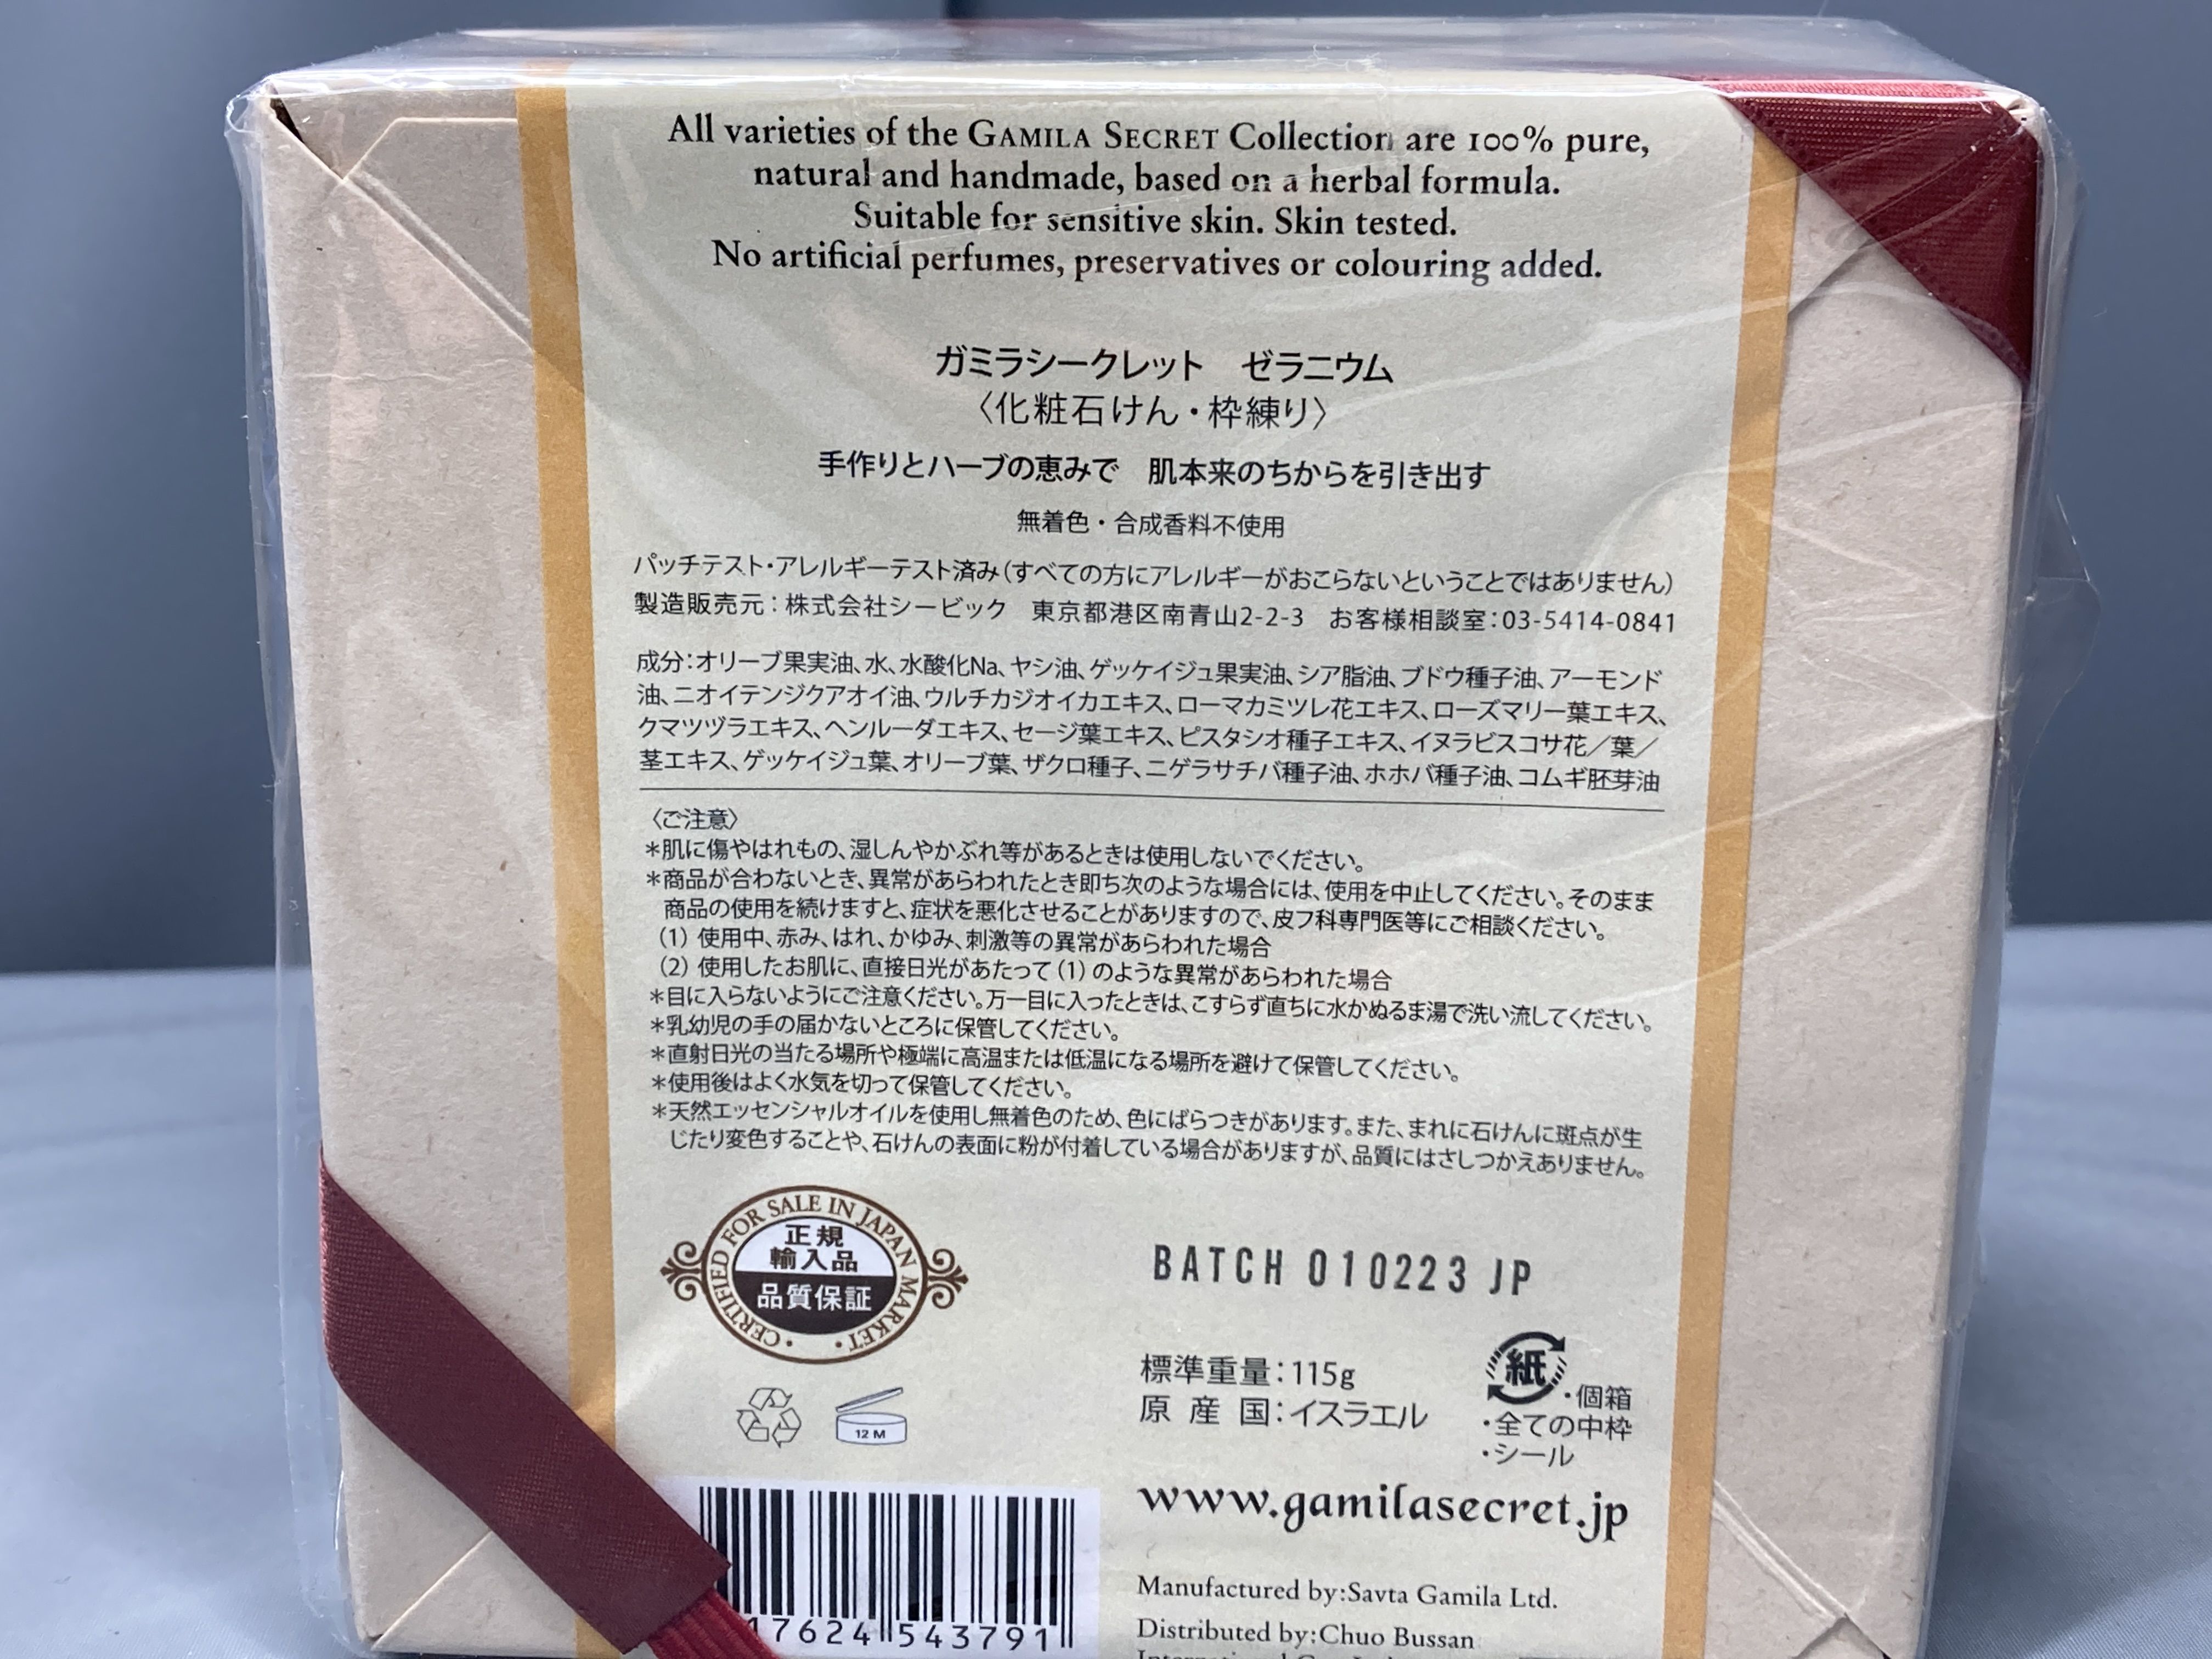 All varieties of the GAMILA SECRET Collection are 100% pure,
natural and handmade, based on a herbal formula.
Suitable for sensitive skin. Skin tested.
No artificial perfumes, preservatives or colouring added.
ガミラシークレット　ゼラニウム
〈化粧石けん・枠練り〉
手作りとハーブの恵みで　肌本来のちからを引き出す
無着色・合成香料不使用
パッチテスト・アレルギーテスト済み(すべての方にアレルギーがおこらないということではありません)
製造販売元：株式会社シービック　東京都港区南青山2-2-3　お客様相談室：03-5414-0841
成分：オリーブ果実油、水、水酸化Na、ヤシ油、ゲッケイジュ果実油、シア脂油、ブドウ種子油、アーモンド
油、ニオイテンジクアオイ油、ウルチカジオイカエキス、ローマカミツレ花エキス、ローズマリー葉エキス、
クマツヅラエキス、ヘンルーダエキス、セージ葉エキス、ピスタシオ種子エキス、イヌラビスコサ花／葉／
茎エキス、ゲッケイジュ葉、オリーブ葉、ザクロ種子、ニゲラサチバ種子油、ホホバ種子油、コムギ胚芽油
〈ご注意〉
＊肌に傷やはれもの、湿しんやかぶれ等があるときは使用しないでください。
＊商品が合わないとき、異常があらわれたとき即ち次のような場合には、使用を中止してください。そのまま
商品の使用を続けますと、症状を悪化させることがありますので、皮フ科専門医等にご相談ください。
(1) 使用中、赤み、はれ、かゆみ、刺激等の異常があらわれた場合
(2) 使用したお肌に、直接日光があたって(1)のような異常があらわれた場合
＊目に入らないようにご注意ください。万一目に入ったときは、こすらず直ちに水かぬるま湯で洗い流してください。
＊乳幼児の手の届かないところに保管してください。
＊直射日光の当たる場所や極端に高温または低温になる場所を避けて保管してください。
＊使用後はよく水気を切って保管してください。
＊天然エッセンシャルオイルを使用し無着色のため、色にばらつきがあります。また、まれに石けんに斑点が生
じたり変色することや、石けんの表面に粉が付着している場合がありますが、品質にはさしつかえありません。
・CERTIFIED FOR SALE IN JAPAN MARKET・
正規
輸入品
品質保証
BATCH 010223 JP
標準重量：115g
原産国：イスラエル
紙
・個箱
・全ての中枠
・シール
12 M
www.gamilasecret.jp
17624 543791
Manufactured by:Savta Gamila Ltd.
Distributed by:Chuo Bussan